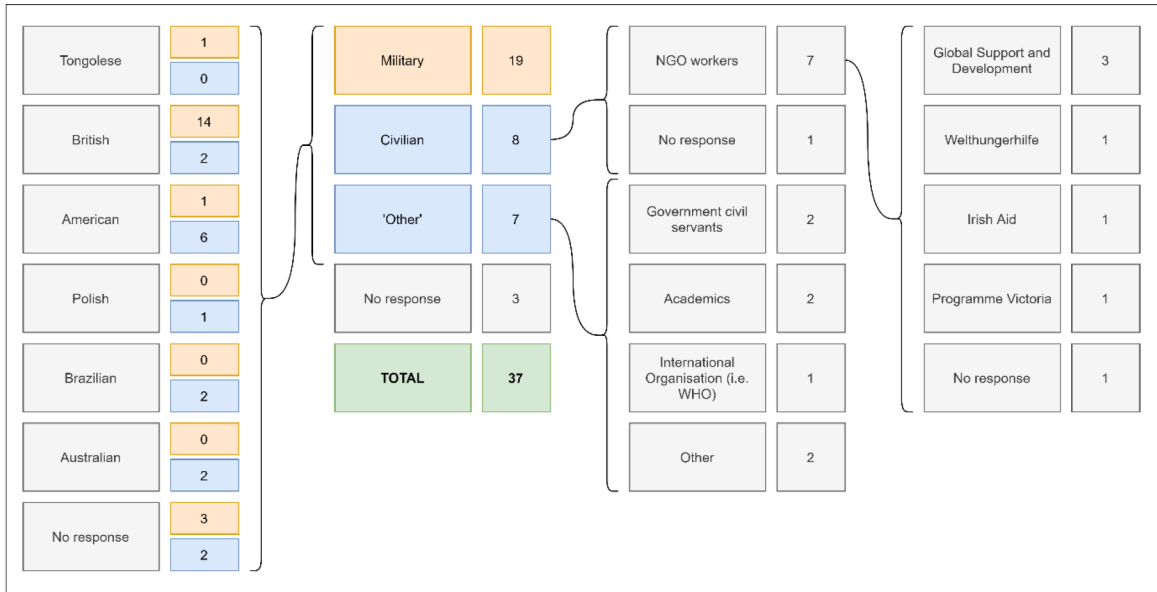 Tongolese
1
0
British
14
2
American
1
6
Polish
0
1
Brazilian
0
2
Australian
0
2
No response
3
2
Military
19
Civilian
8
'Other'
7
No response
3
TOTAL
37
NGO workers
7
No response
1
Government civil
servants
2
Academics
2
International
Organisation (i.e.
WHO)
1
Other
2
Global Support and
Development
3
Welthungerhilfe
1
Irish Aid
1
Programme Victoria
1
No response
1